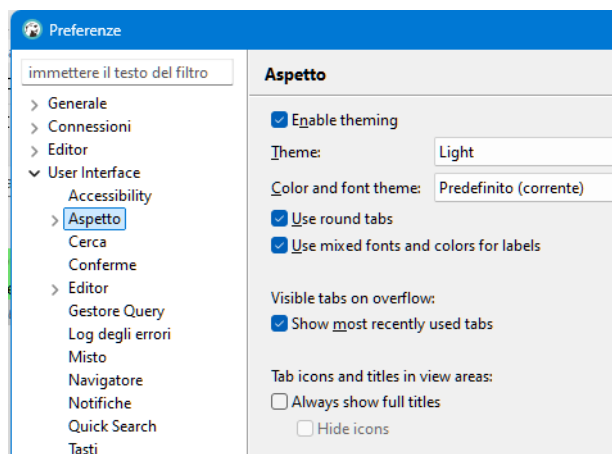 Preferenze
immettere il testo del filtro
Generale
Connessioni
Editor
User Interface
Accessibility
Aspetto
Cerca
Conferme
Editor
Gestore Query
Log degli errori
Misto
Navigatore
Notifiche
Quick Search
Tasti
Aspetto
Enable theming
Theme: Light
Color and font theme: Predefinito (corrente)
Use round tabs
Use mixed fonts and colors for labels
Visible tabs on overflow:
Show most recently used tabs
Tab icons and titles in view areas:
Always show full titles
Hide icons